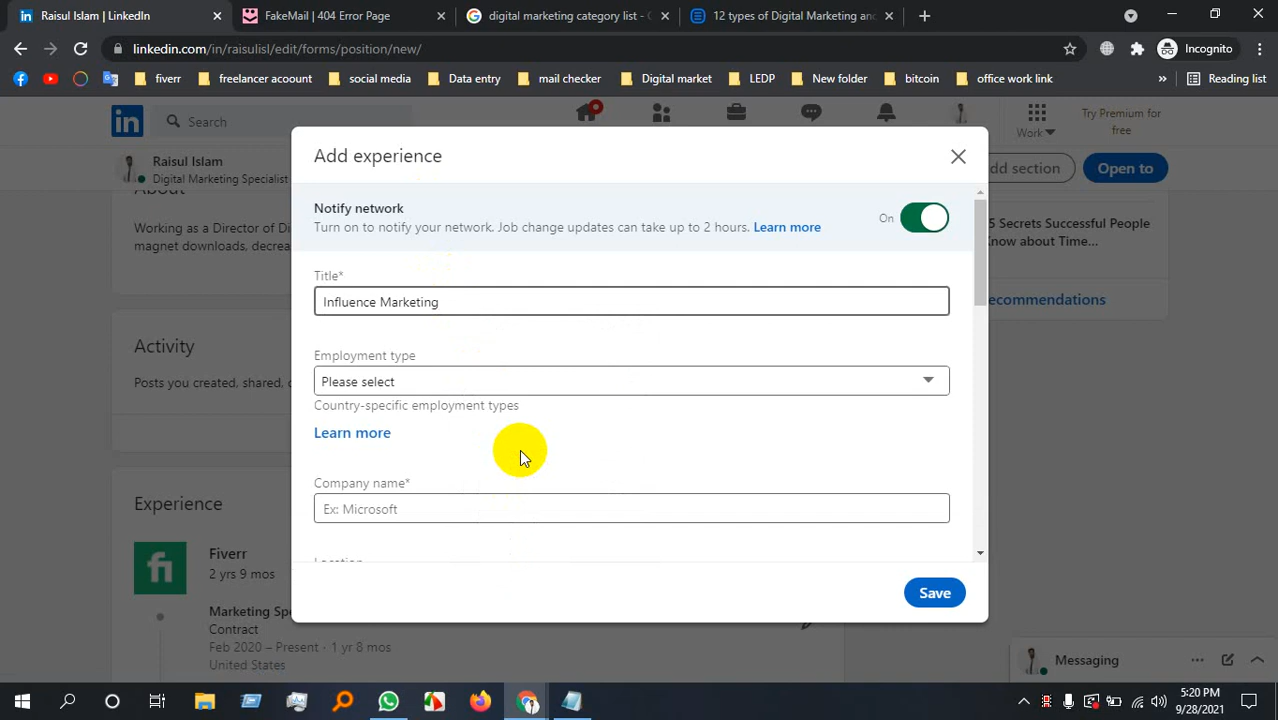 Raisul Islam | LinkedIn
FakeMail | 404 Error Page
digital marketing category list -
12 types of Digital Marketing and
linkedin.com/in/raisulisl/edit/forms/position/new/
Incognito
fiverr
freelancer acount
social media
Data entry
mail checker
Digital market
LEDP
New folder
bitcoin
office work link
Reading list
in
Search
Work
Try Premium for
free
Raisul Islam
Digital Marketing Specialist
dd section
Open to
About
Working as a Director of Di
magnet downloads, decrea
5 Secrets Successful People
Know about Time...
ecommendations
Activity
Posts you created, shared,
Experience
fi
Fiverr
2 yrs 9 mos
Marketing Spe
Contract
Feb 2020 – Present · 1 yr 8 mos
United States
Add experience
Notify network
Turn on to notify your network. Job change updates can take up to 2 hours. Learn more
On
Title*
Influence Marketing
Employment type
Please select
Country-specific employment types
Learn more
Company name*
Ex: Microsoft
Location
Save
Messaging
5:20 PM
9/28/2021